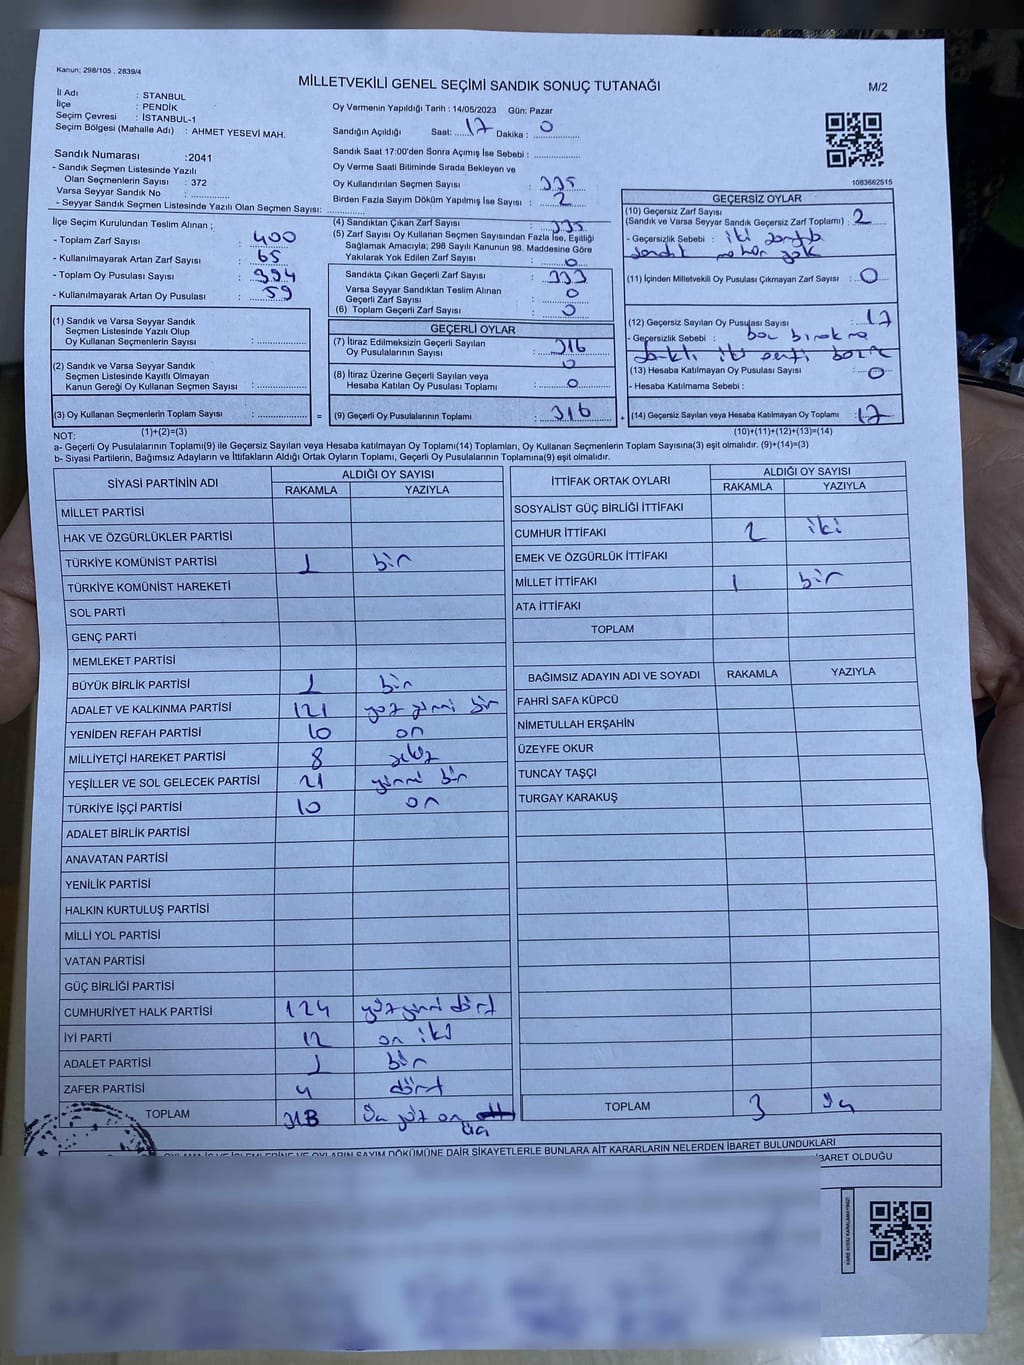 Kanun; 298/105 , 2839/4
MİLLETVEKİLİ GENEL SEÇİMİ SANDIK SONUÇ TUTANAĞI
M/2
İl Adı : STANBUL
İlçe : PENDİK
Seçim Çevresi : İSTANBUL-1
Seçim Bölgesi (Mahalle Adı) : AHMET YESEVİ MAH.
Oy Vermenin Yapıldığı Tarih : 14/05/2023 Gün: Pazar
Sandığın Açıldığı Saat: 17 Dakika : 0
Sandık Saat 17:00'den Sonra Açımış İse Sebebi :
Sandık Numarası :2041
- Sandık Seçmen Listesinde Yazılı
Olan Seçmenlerin Sayısı : 372
Varsa Seyyar Sandık No :
- Seyyar Sandık Seçmen Listesinde Yazılı Olan Seçmen Sayısı:
Oy Verme Saati Bitiminde Sırada Bekleyen ve
Oy Kullandırılan Seçmen Sayısı : 335
Birden Fazla Sayım Döküm Yapılmış İse Sayısı : 2
1083662515
İlçe Seçim Kurulundan Teslim Alınan ;
- Toplam Zarf Sayısı : 400
- Kullanılmayarak Artan Zarf Sayısı : 65
- Toplam Oy Pusulası Sayısı : 394
- Kullanılmayarak Artan Oy Pusulası : 59
(4) Sandıktan Çıkan Zarf Sayısı : 335
(5) Zarf Sayısı Oy Kullanan Seçmen Sayısından Fazla İse, Eşitliği
Sağlamak Amacıyla; 298 Sayılı Kanunun 98. Maddesine Göre
Yakılarak Yok Edilen Zarf Sayısı : 0
Sandıkta Çıkan Geçerli Zarf Sayısı : 333
Varsa Seyyar Sandıktan Teslim Alınan
Geçerli Zarf Sayısı : 0
(6) Toplam Geçerli Zarf Sayısı : 0
GEÇERSİZ OYLAR
(10) Geçersiz Zarf Sayısı
(Sandık ve Varsa Seyyar Sandık Geçersiz Zarf Toplamı) : 2
- Geçersizlik Sebebi : iki zarfta
sandık mühür yok
(11) İçinden Milletvekili Oy Pusulası Çıkmayan Zarf Sayısı : 0
(1) Sandık ve Varsa Seyyar Sandık
Seçmen Listesinde Yazılı Olup
Oy Kullanan Seçmenlerin Sayısı :
(2) Sandık ve Varsa Seyyar Sandık
Seçmen Listesinde Kayıtlı Olmayan
Kanun Gereği Oy Kullanan Seçmen Sayısı :
(3) Oy Kullanan Seçmenlerin Toplam Sayısı : =
(1)+(2)=(3)
GEÇERLİ OYLAR
(7) İtiraz Edilmeksizin Geçerli Sayılan
Oy Pusulalarının Sayısı : 316
0
(8) İtiraz Üzerine Geçerli Sayılan veya
Hesaba Katılan Oy Pusulası Toplamı : 0
(9) Geçerli Oy Pusulalarının Toplamı : 316 +
(12) Geçersiz Sayılan Oy Pusulası Sayısı : 17
- Geçersizlik Sebebi : boş bırakma
farklı iki parti
(13) Hesaba Katılmayan Oy Pusulası Sayısı : 0
- Hesaba Katılmama Sebebi :
(14) Geçersiz Sayılan veya Hesaba Katılmayan Oy Toplamı : 17
(10)+(11)+(12)+(13)=(14)
NOT:
a- Geçerli Oy Pusulalarının Toplamı(9) ile Geçersiz Sayılan veya Hesaba katılmayan Oy Toplamı(14) Toplamları, Oy Kullanan Seçmenlerin Toplam Sayısına(3) eşit olmalıdır. (9)+(14)=(3)
b- Siyasi Partilerin, Bağımsız Adayların ve İttifakların Aldığı Ortak Oyların Toplamı, Geçerli Oy Pusulalarının Toplamına(9) eşit olmalıdır.
SİYASİ PARTİNİN ADI
ALDIĞI OY SAYISI
RAKAMLA YAZIYLA
MİLLET PARTİSİ
HAK VE ÖZGÜRLÜKLER PARTİSİ
TÜRKİYE KOMÜNİST PARTİSİ 1 bir
TÜRKİYE KOMÜNİST HAREKETİ
SOL PARTİ
GENÇ PARTİ
MEMLEKET PARTİSİ
BÜYÜK BİRLİK PARTİSİ 1 bir
ADALET VE KALKINMA PARTİSİ 121 yüz yirmi bir
YENİDEN REFAH PARTİSİ 10 on
MİLLİYETÇİ HAREKET PARTİSİ 8 sekiz
YEŞİLLER VE SOL GELECEK PARTİSİ 21 yirmi bir
TÜRKİYE İŞÇİ PARTİSİ 10 on
ADALET BİRLİK PARTİSİ
ANAVATAN PARTİSİ
YENİLİK PARTİSİ
HALKIN KURTULUŞ PARTİSİ
MİLLİ YOL PARTİSİ
VATAN PARTİSİ
GÜÇ BİRLİĞİ PARTİSİ
CUMHURİYET HALK PARTİSİ 124 yüz yirmi dört
İYİ PARTİ 12 on iki
ADALET PARTİSİ 1 bir
ZAFER PARTİSİ 4 dört
TOPLAM 313 Üç yüz on
üç
İTTİFAK ORTAK OYLARI
ALDIĞI OY SAYISI
RAKAMLA YAZIYLA
SOSYALİST GÜÇ BİRLİĞİ İTTİFAKI
CUMHUR İTTİFAKI 2 iki
EMEK VE ÖZGÜRLÜK İTTİFAKI
MİLLET İTTİFAKI 1 bir
ATA İTTİFAKI
TOPLAM
BAĞIMSIZ ADAYIN ADI VE SOYADI RAKAMLA YAZIYLA
FAHRİ SAFA KÜPCÜ
NİMETULLAH ERŞAHİN
ÜZEYFE OKUR
TUNCAY TAŞÇI
TURGAY KARAKUŞ
TOPLAM 3 üç
DÖKÜMÜNE DAİR ŞİKAYETLERLE BUNLARA AİT KARARLARIN NELERDEN İBARET BULUNDUKLARI
İBARET OLDUĞU